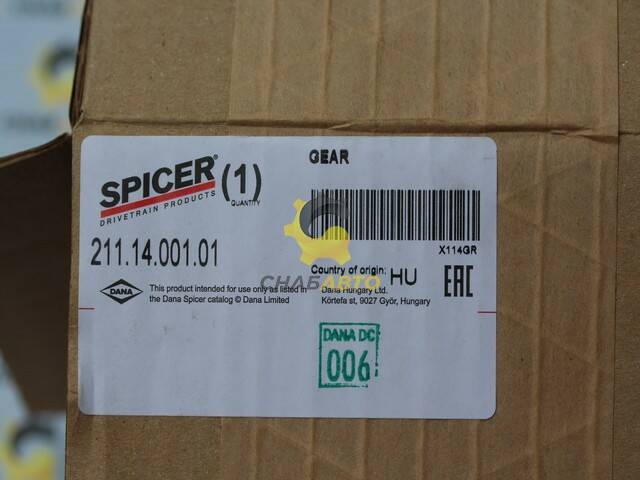 SPICER®
DRIVETRAIN PRODUCTS
(1)
QUANTITY
GEAR
X114GR
211.14.001.01
Country of origin: HU
EAC
DANA
This product intended for use only as listed in
the Dana Spicer catalog © Dana Limited
Dana Hungary Ltd.
Körtefa st, 9027 Győr, Hungary
СНАБАВТО
DANA DC
006